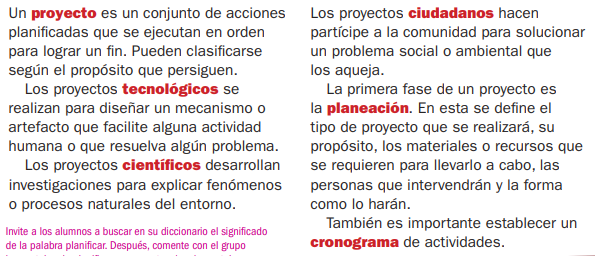 Un proyecto es un conjunto de acciones
planificadas que se ejecutan en orden
para lograr un fin. Pueden clasificarse
según el propósito que persiguen.
Los proyectos tecnológicos se
realizan para diseñar un mecanismo o
artefacto que facilite alguna actividad
humana o que resuelva algún problema.
Los proyectos científicos desarrollan
investigaciones para explicar fenómenos
o procesos naturales del entorno.
Invite a los alumnos a buscar en su diccionario el significado
de la palabra planificar. Después, comente con el grupo
Los proyectos ciudadanos hacen
partícipe a la comunidad para solucionar
un problema social o ambiental que
los aqueja.
La primera fase de un proyecto es
la planeación. En esta se define el
tipo de proyecto que se realizará, su
propósito, los materiales o recursos que
se requieren para llevarlo a cabo, las
personas que intervendrán y la forma
como lo harán.
También es importante establecer un
cronograma de actividades.